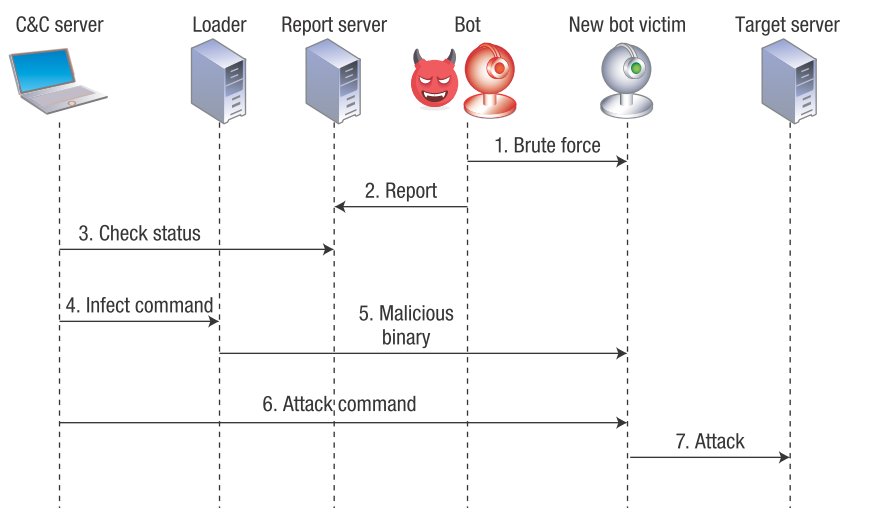 C&C server
Loader
Report server
Bot
New bot victim
Target server
1. Brute force
2. Report
3. Check status
4. Infect command
5. Malicious
binary
6. Attack command
7. Attack